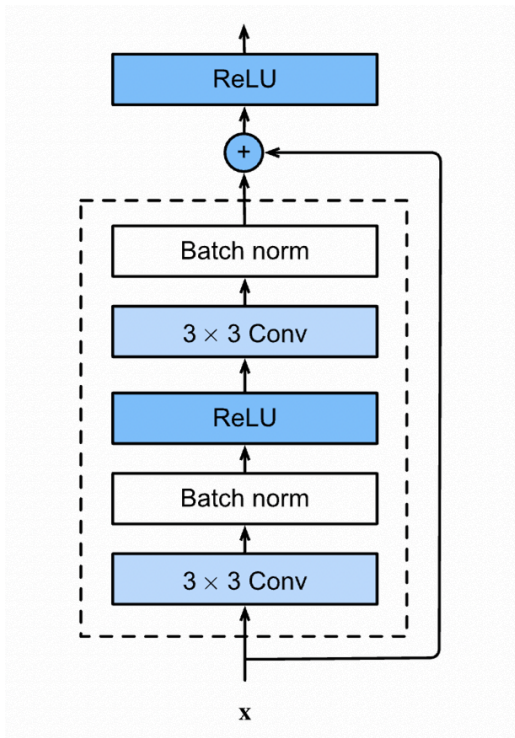 ReLU
+
Batch norm
3 × 3 Conv
ReLU
Batch norm
3 × 3 Conv
x